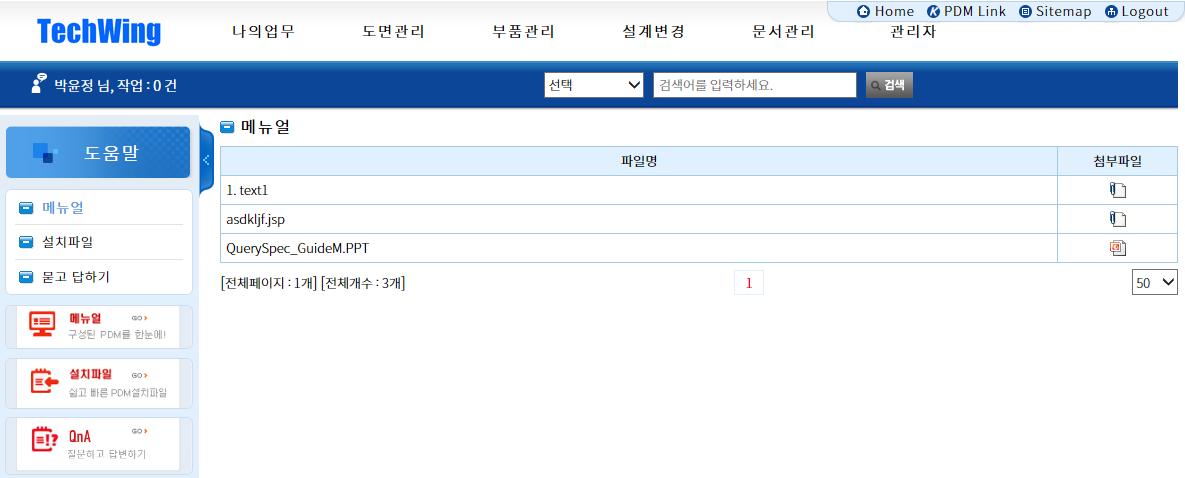 Home PDM Link Sitemap Logout
TechWing 나의업무 도면관리 부품관리 설계변경 문서관리 관리자
박윤정 님, 작업 : 0 건 선택 검색어를 입력하세요. 검색
도움말
메뉴얼
설치파일
묻고 답하기
메뉴얼 GO
구성된 PDM를 한눈에!
설치파일 GO
쉽고 빠른 PDM설치파일
QnA GO
질문하고 답변하기
메뉴얼
파일명 첨부파일
1. text1
asdkljf.jsp
QuerySpec_GuideM.PPT
[전체페이지 : 1개] [전체개수 : 3개] 1 50